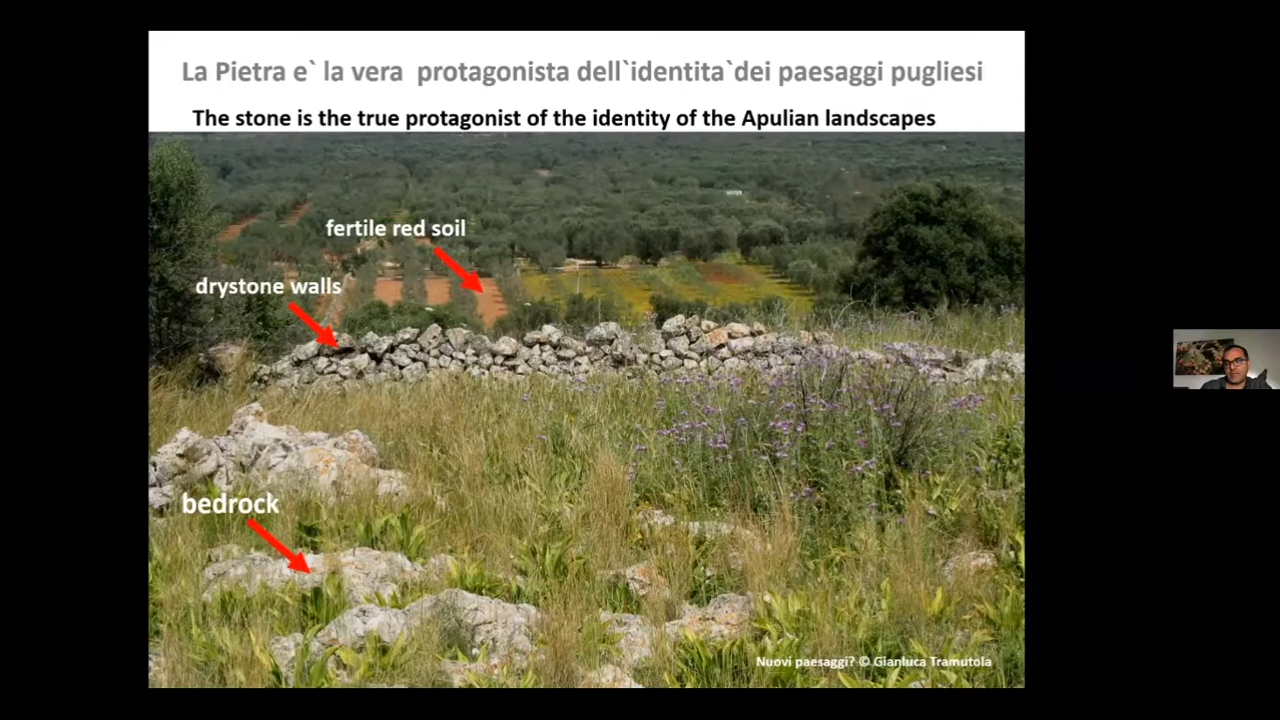 La Pietra e` la vera protagonista dell`identita`dei paesaggi pugliesi
The stone is the true protagonist of the identity of the Apulian landscapes
fertile red soil
drystone walls
bedrock
Nuovi paesaggi? © Gianluca Tramutola